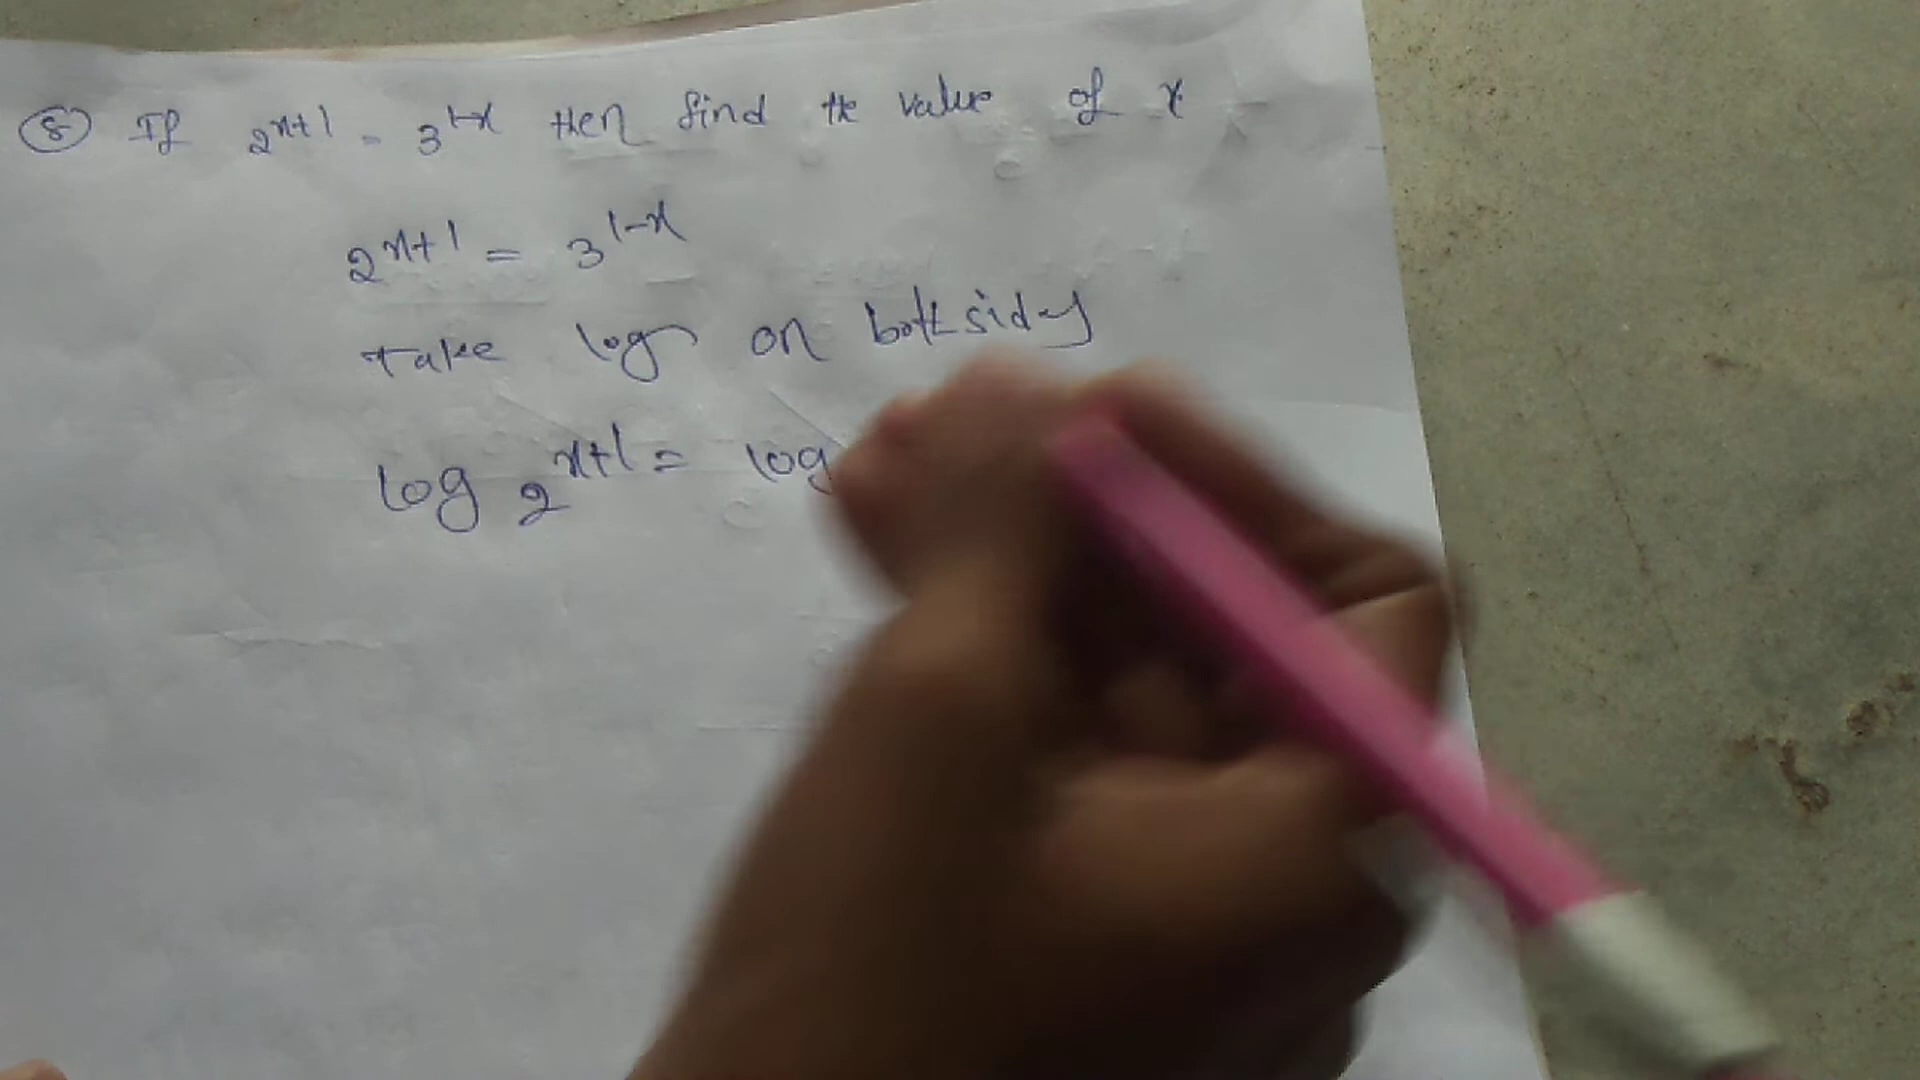 ⑧ If 2^{x+1} = 3^{1-x} then find the value of x
2^{x+1} = 3^{1-x}
Take log on both sides
log 2^{x+1} = log